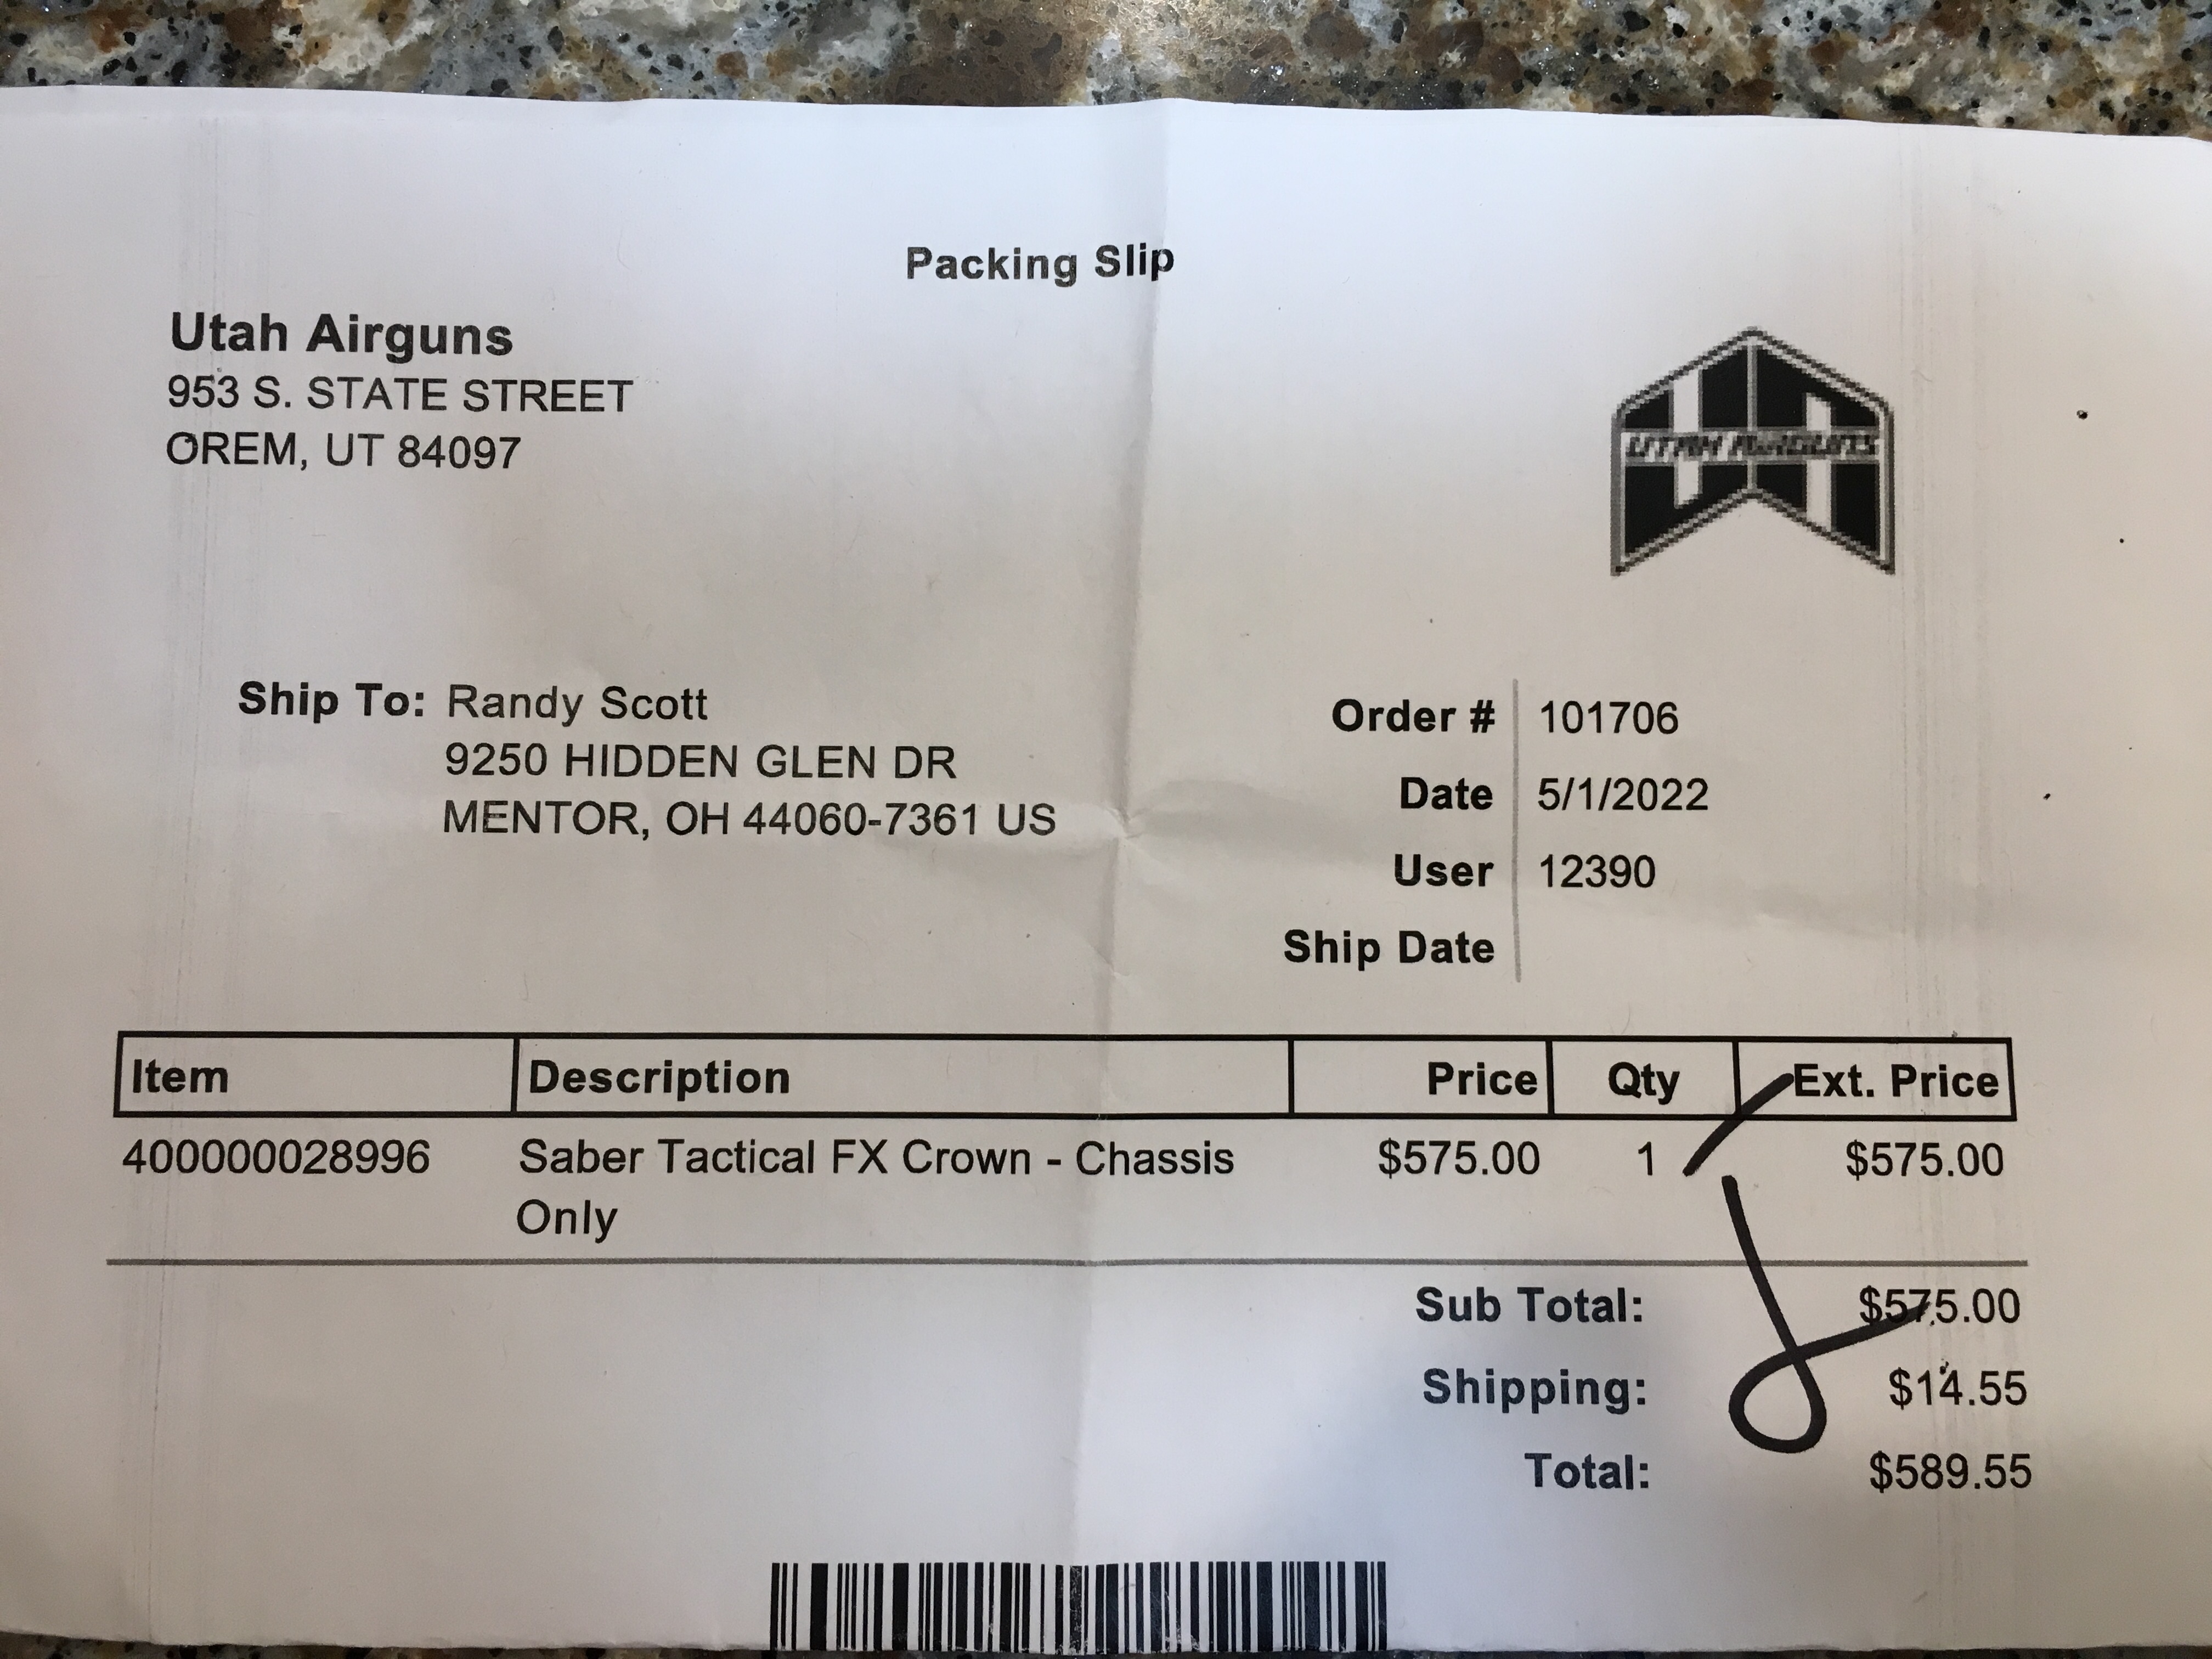 Packing Slip
Utah Airguns
953 S. STATE STREET
OREM, UT 84097
UTAH AIRGUNS
Ship To: Randy Scott
9250 HIDDEN GLEN DR
MENTOR, OH 44060-7361 US
Order # 101706
Date 5/1/2022
User 12390
Ship Date
Item Description Price Qty Ext. Price
400000028996 Saber Tactical FX Crown - Chassis $575.00 1 $575.00
Only
Sub Total: $575.00
Shipping: $14.55
Total: $589.55